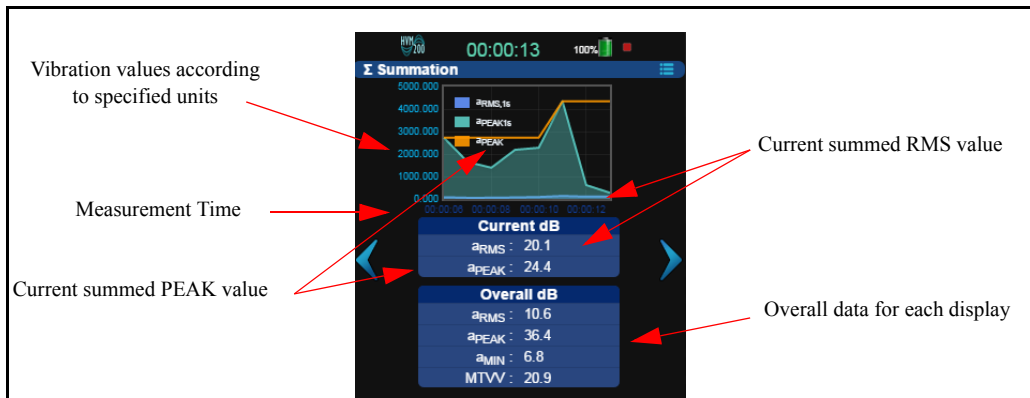 HVM
200
00:00:13
100%
Σ Summation
5000.000
4000.000
3000.000
2000.000
1000.000
0.000
aRMS,1s
aPEAK1s
aPEAK
00:00:06 00:00:08 00:00:10 00:00:12
Current dB
aRMS : 20.1
aPEAK : 24.4
Overall dB
aRMS : 10.6
aPEAK : 36.4
aMIN : 6.8
MTVV : 20.9
Vibration values according
to specified units
Measurement Time
Current summed PEAK value
Current summed RMS value
Overall data for each display